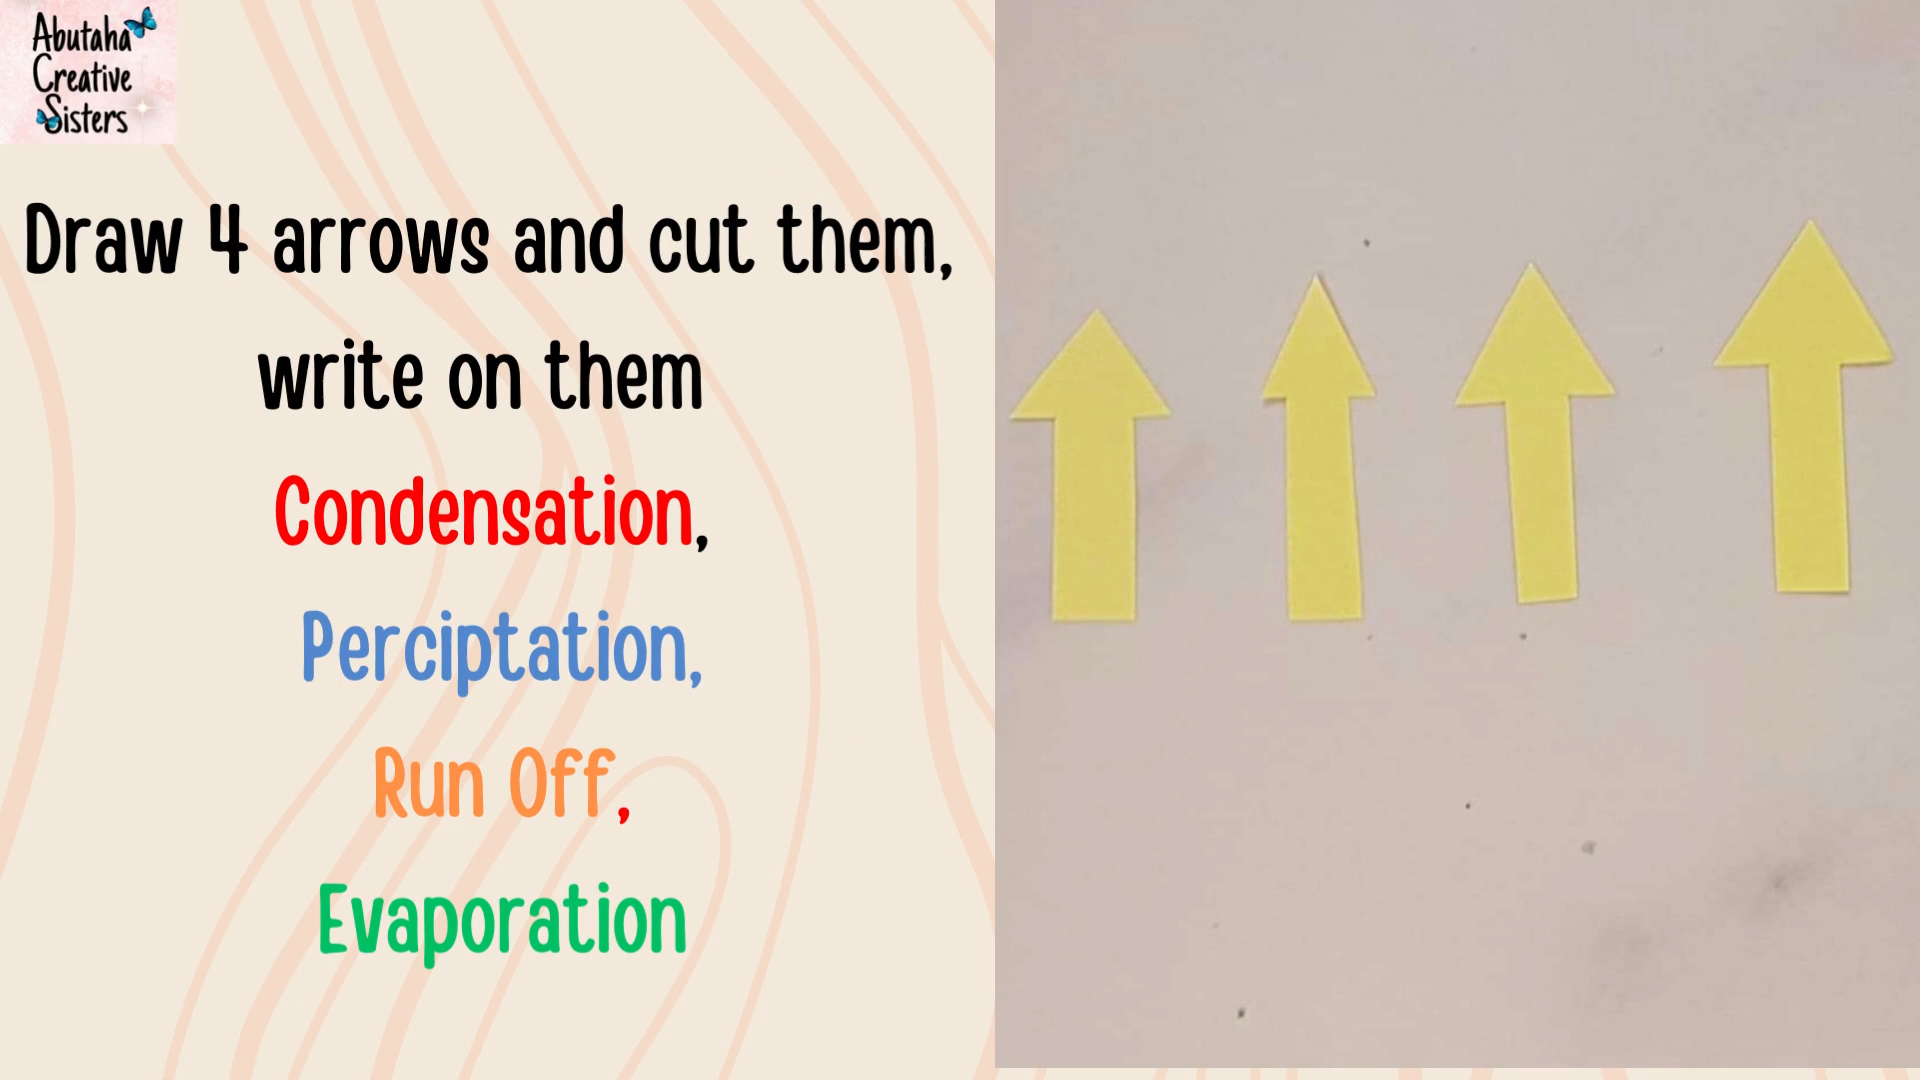 Abutaha
Creative
Sisters
Draw 4 arrows and cut them,
write on them
Condensation,
Perciptation,
Run Off,
Evaporation